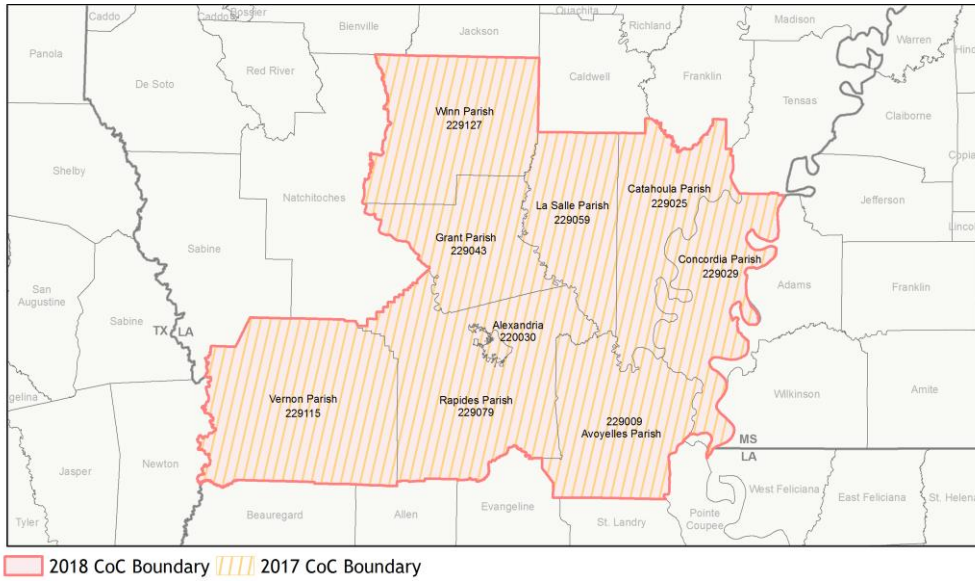 Caddo
Caddo
Bossier
Bienville
Jackson
Ouachita
Richland
Madison
Warren
Panola
De Soto
Red River
Caldwell
Franklin
Tensas
Claiborne
Winn Parish
229127
Shelby
Natchitoches
La Salle Parish
229059
Catahoula Parish
229025
Jefferson
Grant Parish
229043
Concordia Parish
229029
Sabine
San
Augustine
Adams
Franklin
Sabine
TX
LA
Alexandria
220030
Vernon Parish
229115
Rapides Parish
229079
229009
Avoyelles Parish
Wilkinson
Amite
MS
LA
Jasper
Newton
West Feliciana
East Feliciana
St. Helena
Tyler
Beauregard
Allen
Evangeline
St. Landry
Pointe
Coupee
2018 CoC Boundary
2017 CoC Boundary